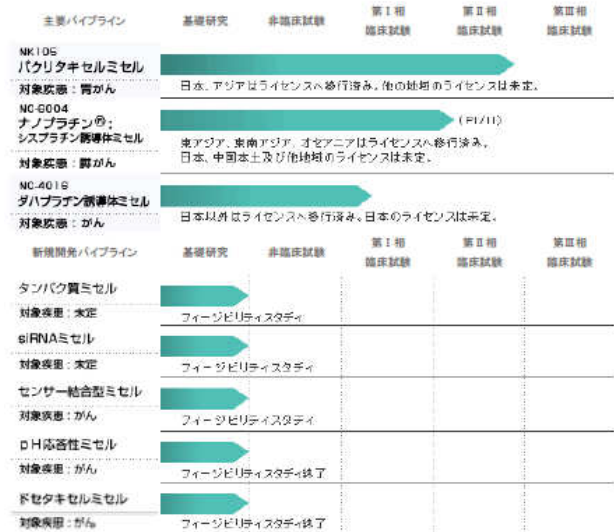 主要パイプライン 基礎研究 非臨床試験 第Ⅰ相 臨床試験 第Ⅱ相 臨床試験 第Ⅲ相 臨床試験
NK105
パクリタキセルミセル
対象疾患：胃がん 日本、アジアはライセンスへ移行済み。他の地域のライセンスは未定。
NC-6004
ナノプラチン®：
シスプラチン誘導体ミセル (P1/11)
東アジア、東南アジア、オセアニアはライセンスへ移行済み。
対象疾患：膵がん 日本、中国本土及び他地域のライセンスは未定。
NC-4016
ダハプラチン誘導体ミセル
日本以外はライセンスへ移行済み。日本のライセンスは未定。
対象疾患：がん
新規開発パイプライン 基礎研究 非臨床試験 第Ⅰ相 臨床試験 第Ⅱ相 臨床試験 第Ⅲ相 臨床試験
タンパク質ミセル
対象疾患：未定 フィージビリティスタディ
siRNAミセル
対象疾患：未定 フィージビリティスタディ
センサー結合型ミセル
対象疾患：がん フィージビリティスタディ
pH応答性ミセル
対象疾患：がん フィージビリティスタディ終了
ドセタキセルミセル
対象疾患：がん フィージビリティスタディ終了